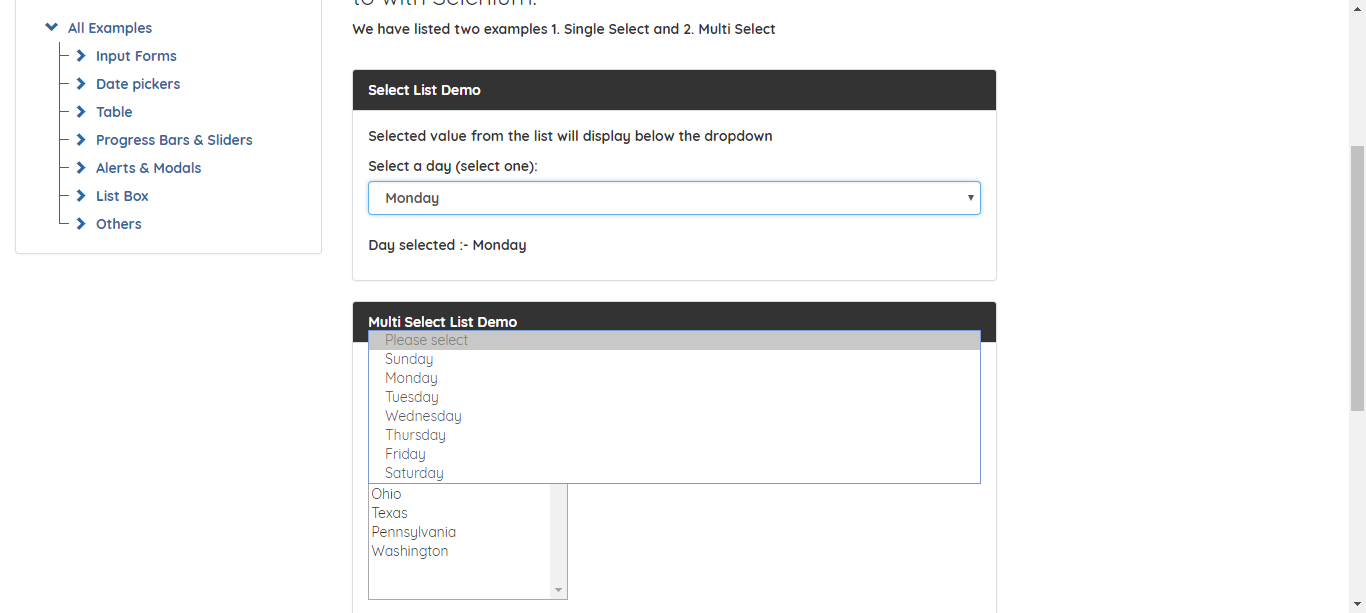 to with Selenium.
We have listed two examples 1. Single Select and 2. Multi Select
All Examples
Input Forms
Date pickers
Table
Progress Bars & Sliders
Alerts & Modals
List Box
Others
Select List Demo
Selected value from the list will display below the dropdown
Select a day (select one):
Monday
Day selected :- Monday
Multi Select List Demo
Please select
Sunday
Monday
Tuesday
Wednesday
Thursday
Friday
Saturday
Ohio
Texas
Pennsylvania
Washington